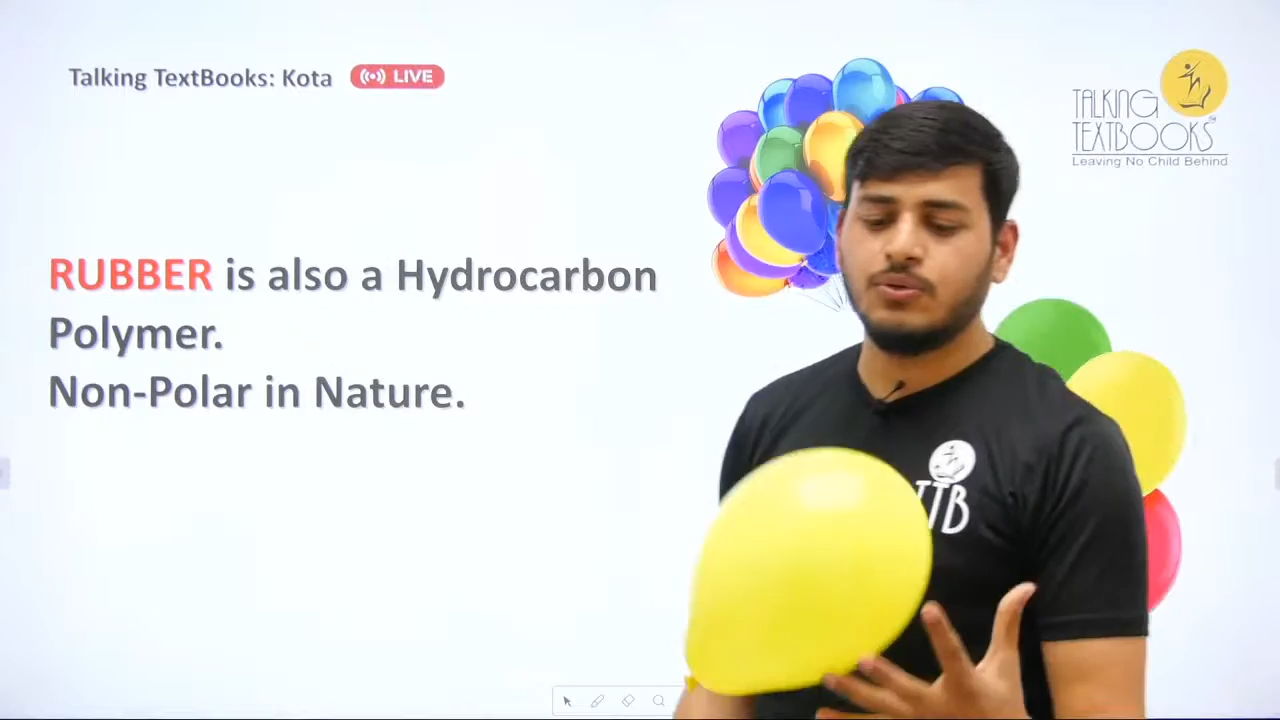 Talking TextBooks: Kota LIVE
TALKING
TEXTBOOKS
Leaving No Child Behind
RUBBER is also a Hydrocarbon
Polymer.
Non-Polar in Nature.
TTB